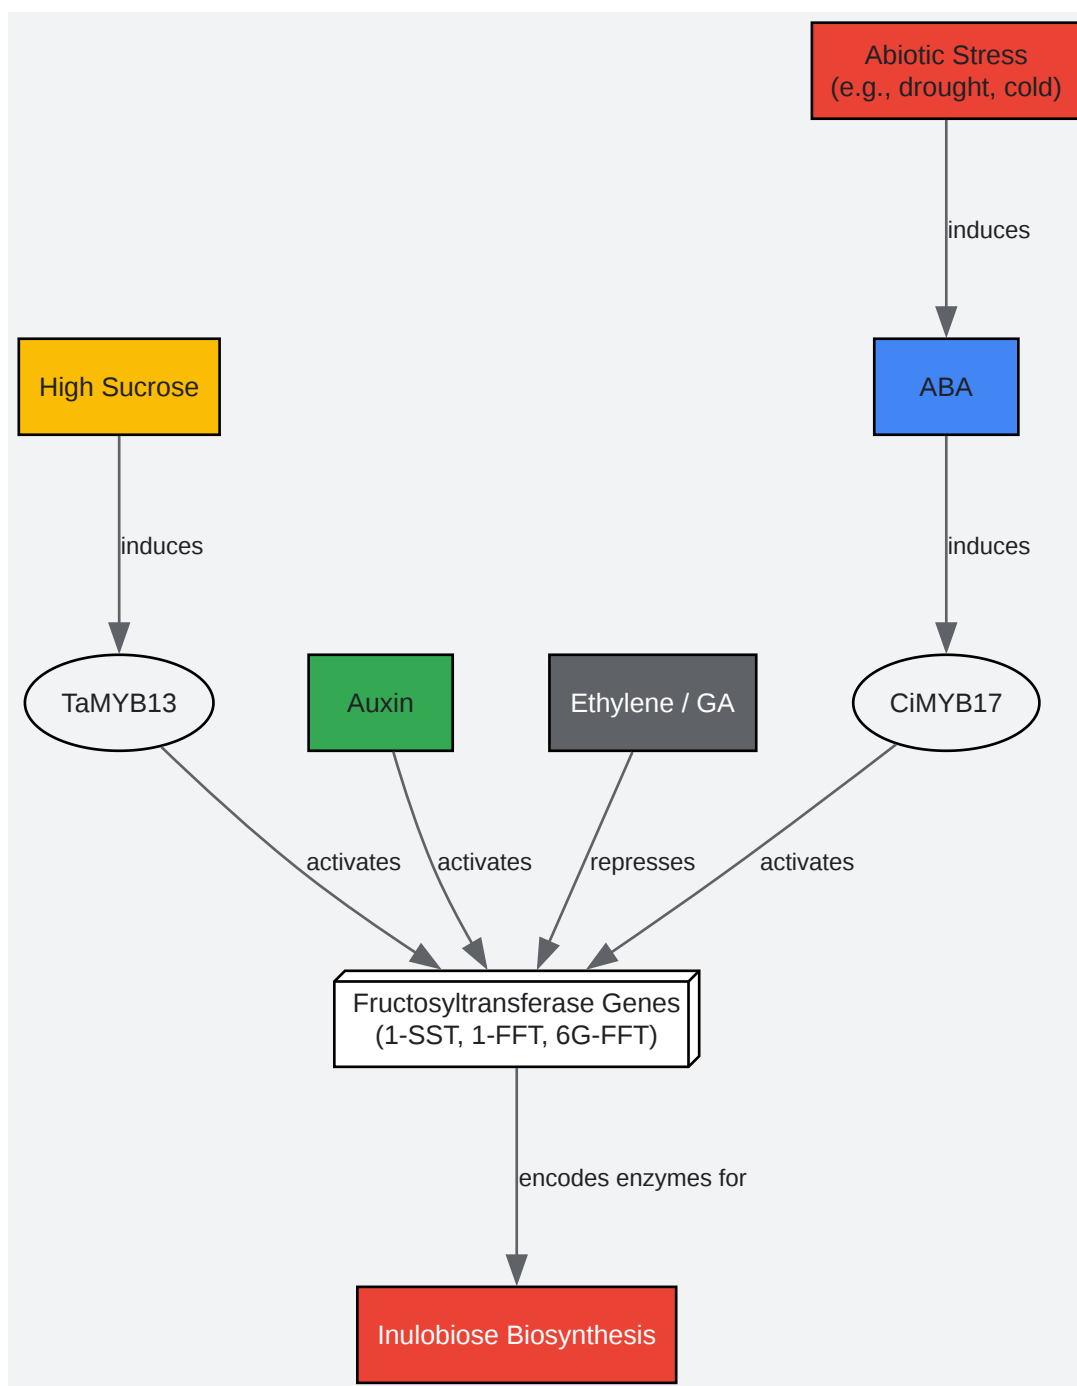 Abiotic Stress
(e.g., drought, cold)
induces
High Sucrose
ABA
induces
induces
TaMYB13
Auxin
Ethylene / GA
CiMYB17
activates
activates
represses
activates
Fructosyltransferase Genes
(1-SST, 1-FFT, 6G-FFT)
encodes enzymes for
Inulobiose Biosynthesis